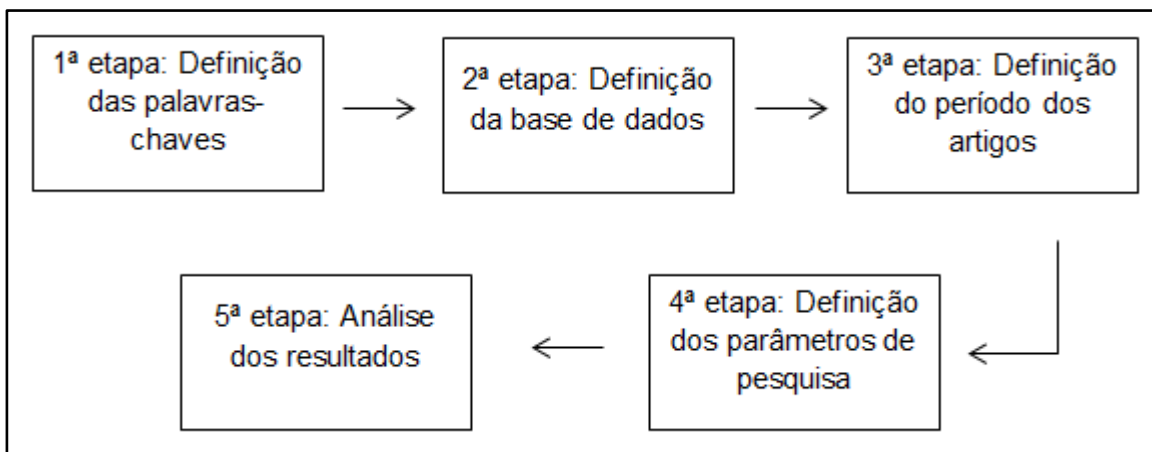 1ª etapa: Definição
das palavras-
chaves
2ª etapa: Definição
da base de dados
3ª etapa: Definição
do período dos
artigos
4ª etapa: Definição
dos parâmetros de
pesquisa
5ª etapa: Análise
dos resultados